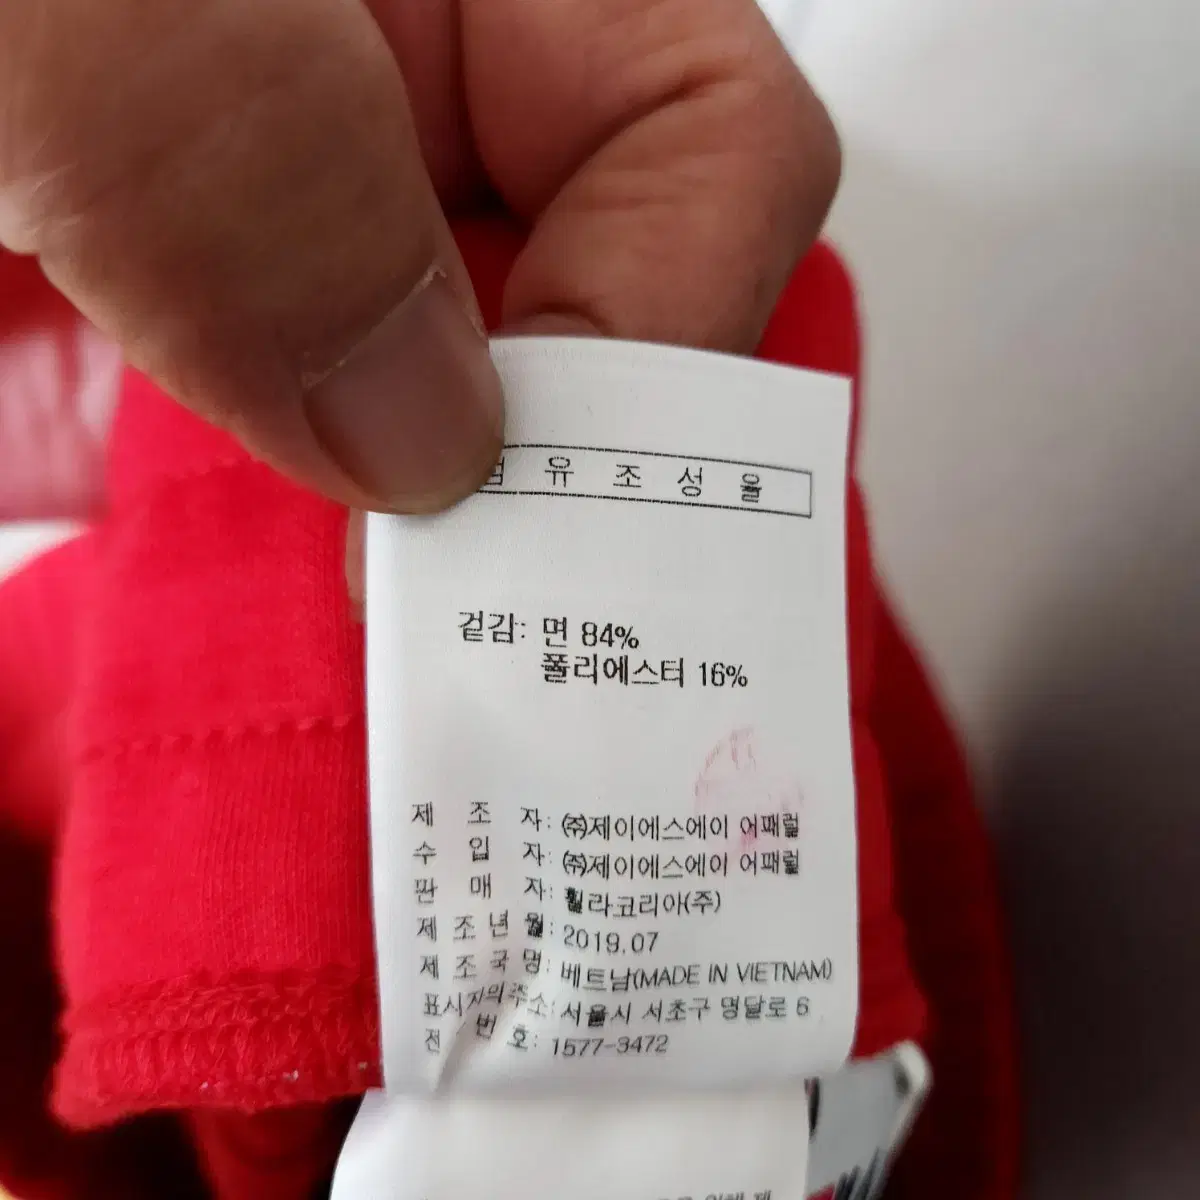 유 조 성 율
겉감: 면 84%
폴리에스터 16%
제 조 자: ㈜제이에스에이 어패럴
수 입 자: ㈜제이에스에이 어패럴
판 매 자: 휠라코리아(주)
제 조 년 월: 2019.07
제 조 국 명: 베트남(MADE IN VIETNAM)
표시자의주소: 서울시 서초구 명달로 6
전 번 호: 1577-3472